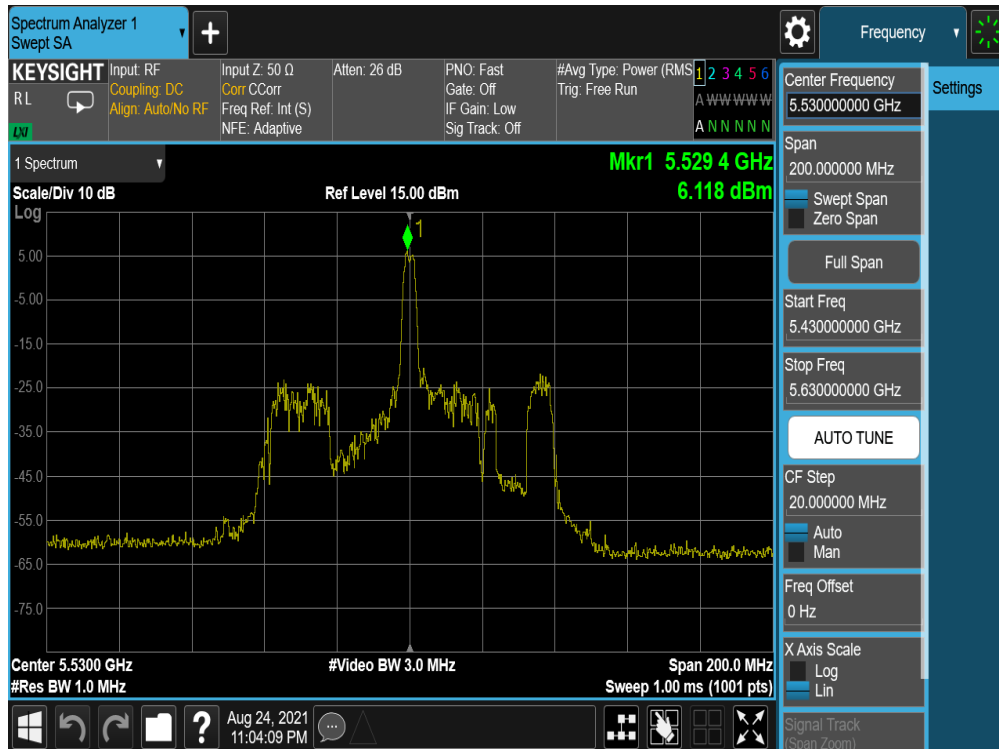 Spectrum Analyzer 1
Swept SA
+
Frequency
KEYSIGHT
RL
LXI
Input: RF
Coupling: DC
Align: Auto/No RF
Input Z: 50 Ω
Corr CCorr
Freq Ref: Int (S)
NFE: Adaptive
Atten: 26 dB
PNO: Fast
Gate: Off
IF Gain: Low
Sig Track: Off
#Avg Type: Power (RMS
Trig: Free Run
1 2 3 4 5 6
A W W W W W
A N N N N N
1 Spectrum
Scale/Div 10 dB
Log
Ref Level 15.00 dBm
Mkr1 5.529 4 GHz
6.118 dBm
1
5.00
-5.00
-15.0
-25.0
-35.0
-45.0
-55.0
-65.0
-75.0
Center 5.5300 GHz
#Res BW 1.0 MHz
#Video BW 3.0 MHz
Span 200.0 MHz
Sweep 1.00 ms (1001 pts)
Center Frequency
5.530000000 GHz
Span
200.000000 MHz
Swept Span
Zero Span
Full Span
Start Freq
5.430000000 GHz
Stop Freq
5.630000000 GHz
AUTO TUNE
CF Step
20.000000 MHz
Auto
Man
Freq Offset
0 Hz
X Axis Scale
Log
Lin
Signal Track
(Span Zoom)
Settings
?
Aug 24, 2021
11:04:09 PM